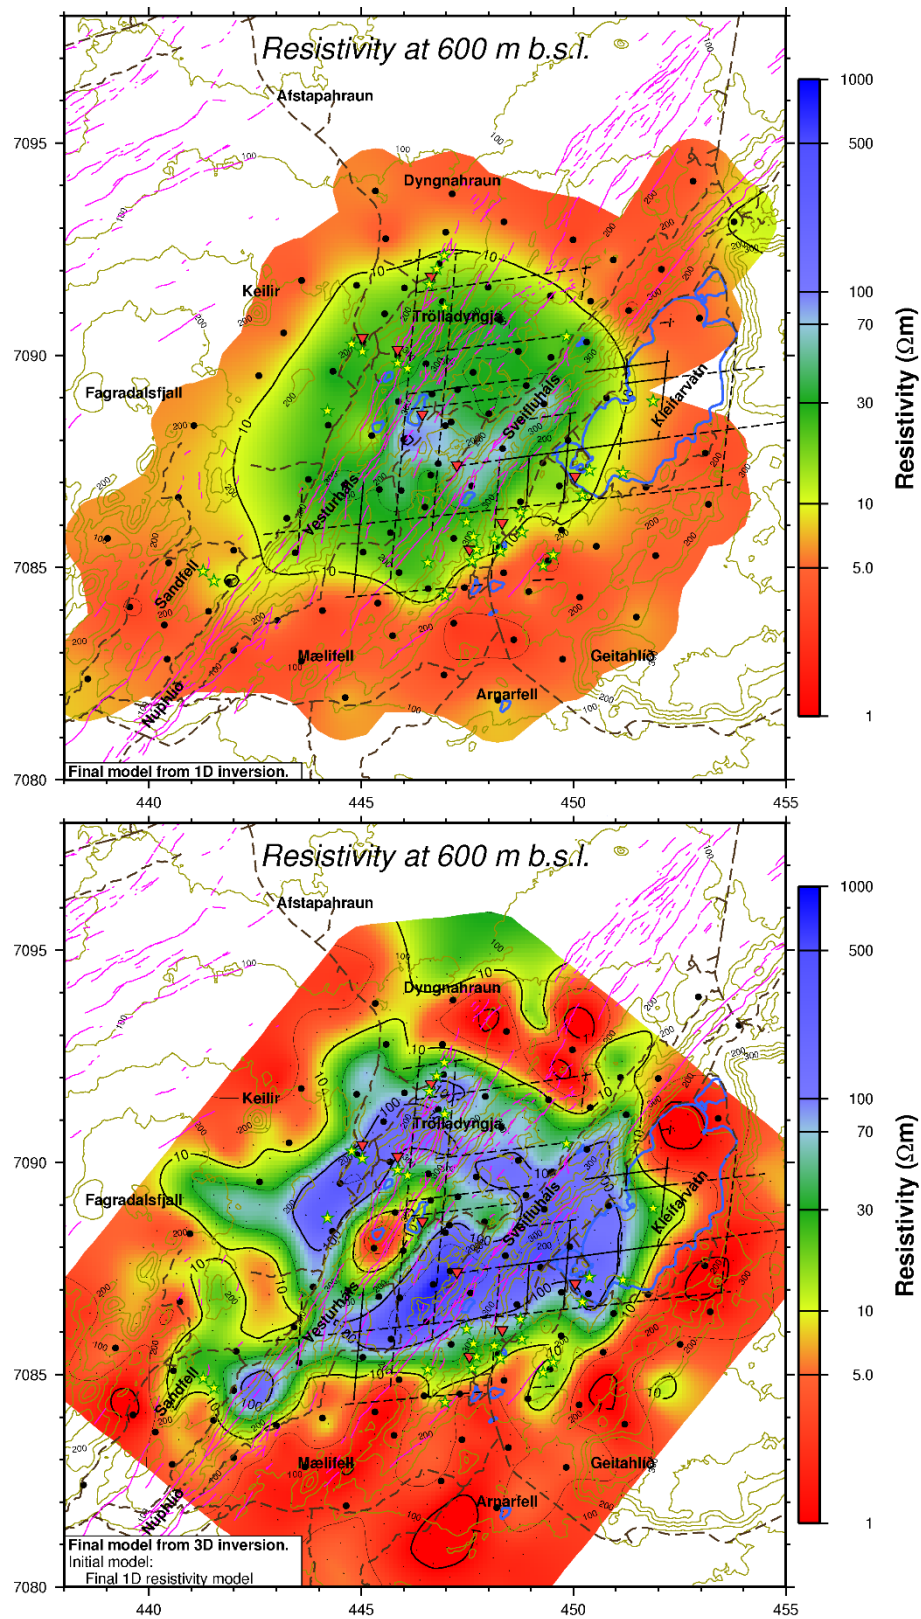 Resistivity at 600 m b.s.l.
Afstapahraun
7095
Dyngnahraun
Keilir
Trölladyngja
7090
Fagradalsfjall
Sveifluháls
Kleifarvatn
Vesturháls
7085
Sandfell
Mælifell
Geitahlíð
Núphlíð
Arnarfell
Final model from 1D inversion.
7080
440 445 450 455
1000
500
100
70
30
10
5.0
1
Resistivity (Ωm)
Resistivity at 600 m b.s.l.
Afstapahraun
7095
Dyngnahraun
Keilir
Trölladyngja
7090
Fagradalsfjall
Sveifluháls
Kleifarvatn
Vesturháls
7085
Sandfell
Mælifell
Geitahlíð
Arnarfell
Núphlíð
Final model from 3D inversion.
Initial model:
Final 1D resistivity model
7080
440 445 450 455
1000
500
100
70
30
10
5.0
1
Resistivity (Ωm)